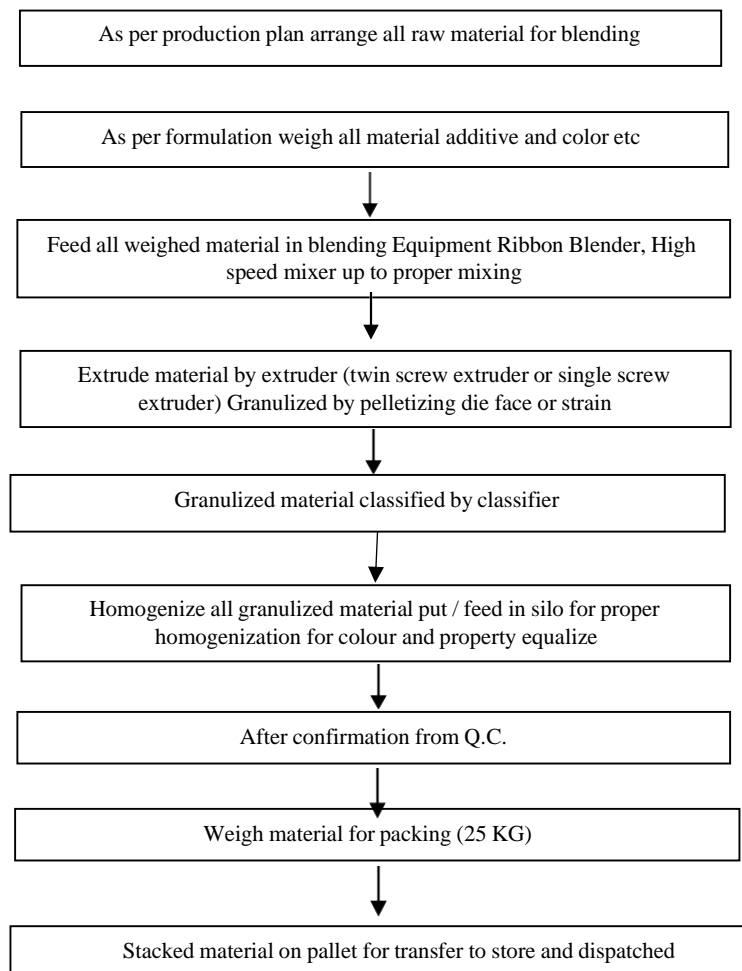 As per production plan arrange all raw material for blending
As per formulation weigh all material additive and color etc
Feed all weighed material in blending Equipment Ribbon Blender, High
speed mixer up to proper mixing
Extrude material by extruder (twin screw extruder or single screw
extruder) Granulized by pelletizing die face or strain
Granulized material classified by classifier
Homogenize all granulized material put / feed in silo for proper
homogenization for colour and property equalize
After confirmation from Q.C.
Weigh material for packing (25 KG)
Stacked material on pallet for transfer to store and dispatched